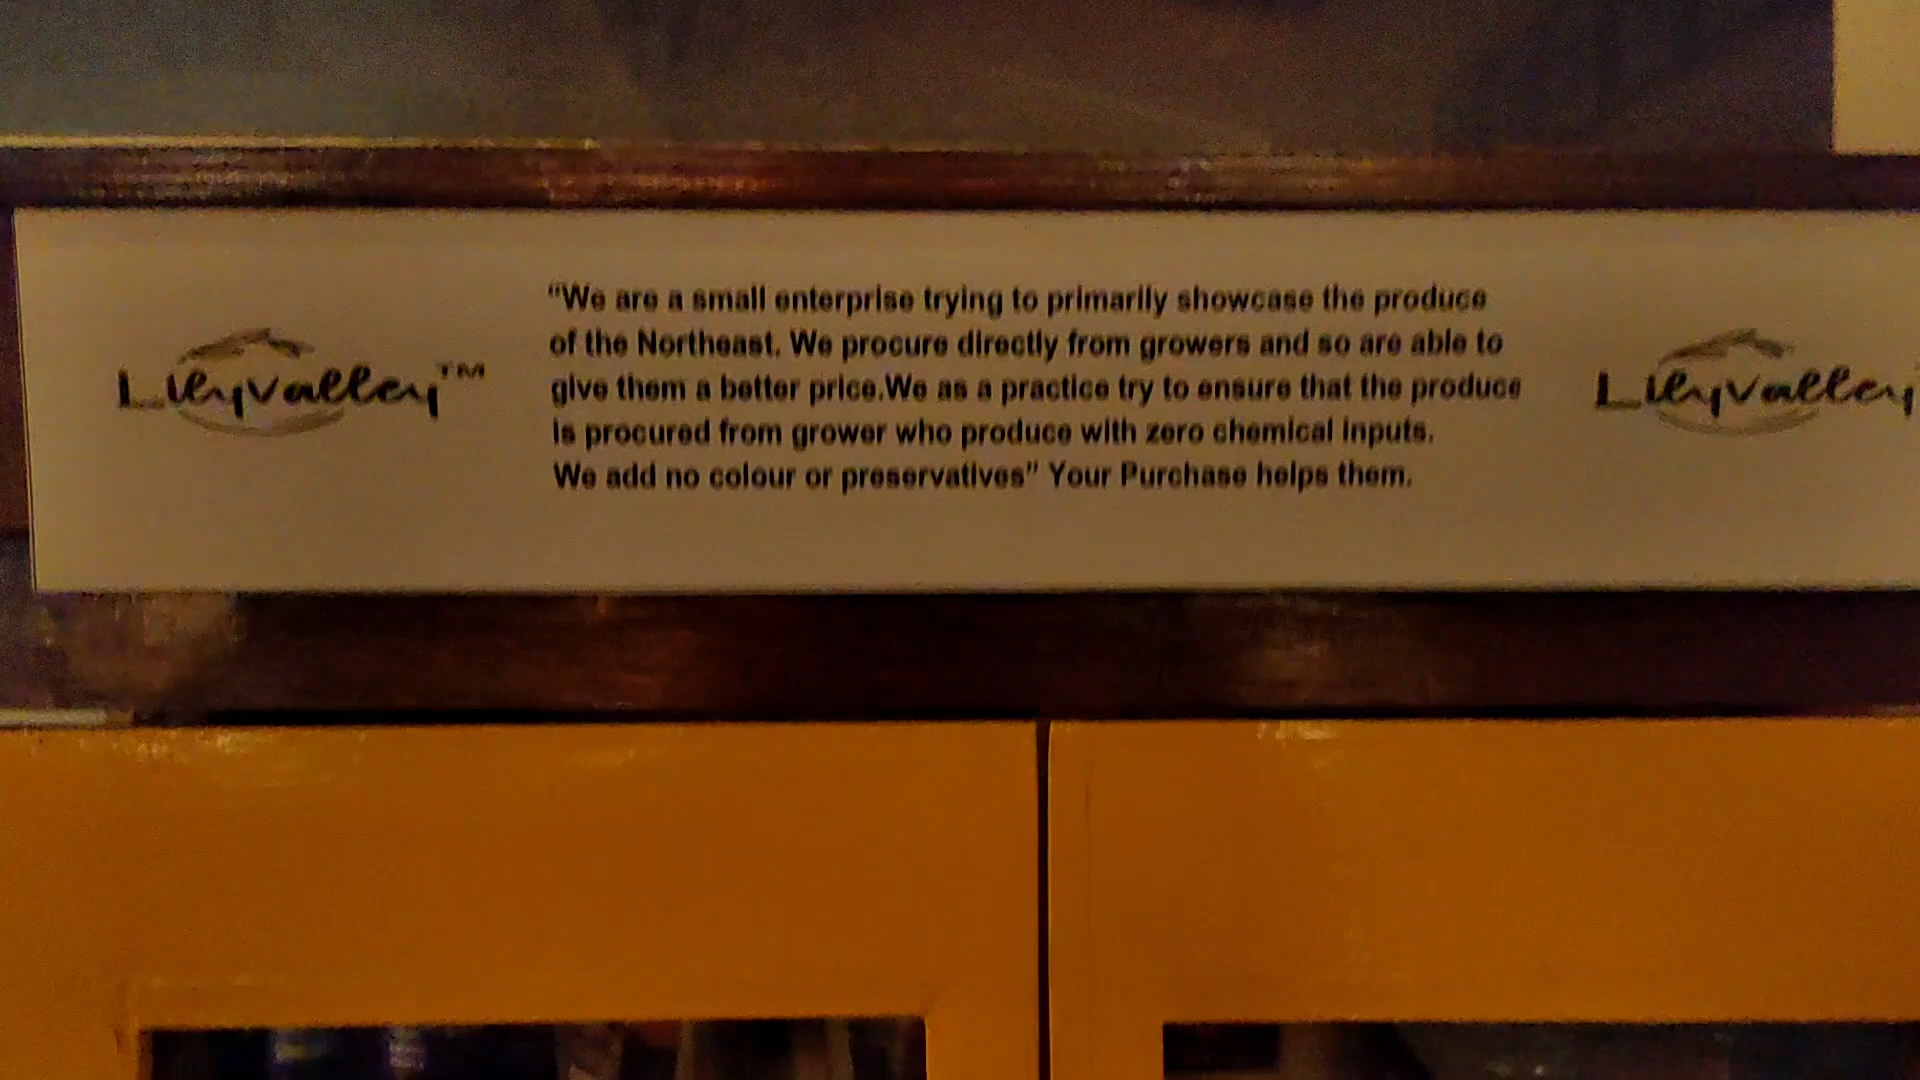 Lilyvalley™
"We are a small enterprise trying to primarily showcase the produce
of the Northeast. We procure directly from growers and so are able to
give them a better price.We as a practice try to ensure that the produce
is procured from grower who produce with zero chemical inputs.
We add no colour or preservatives" Your Purchase helps them.
Lilyvalley